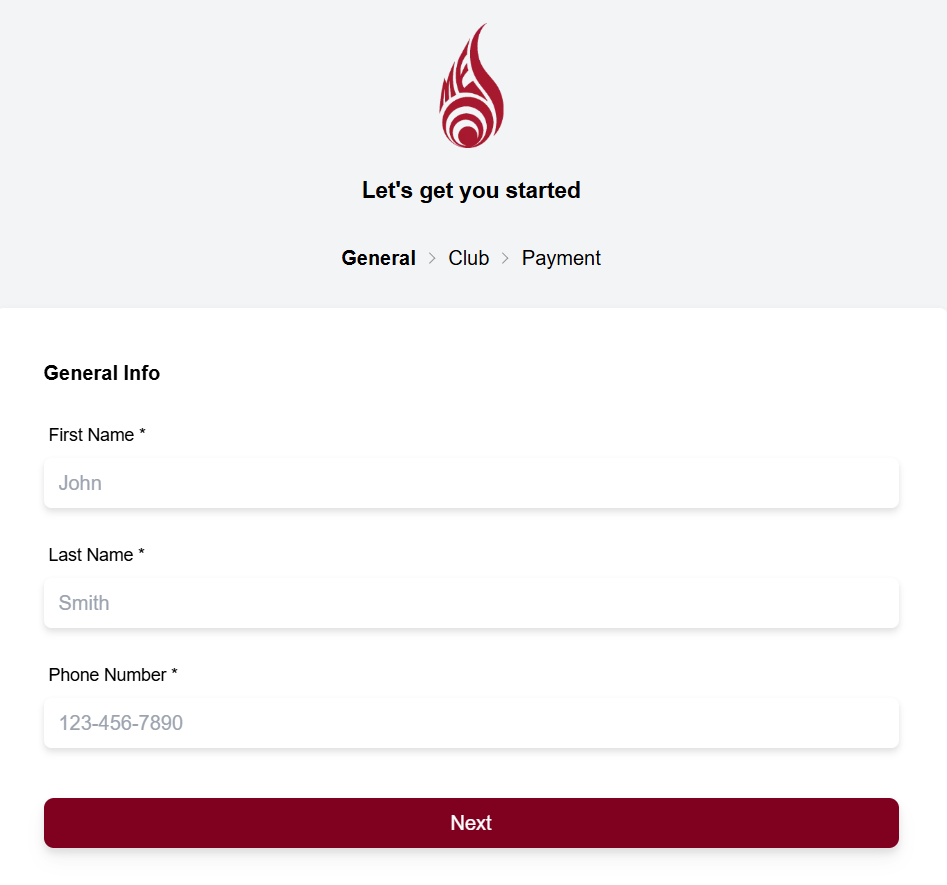 MEA
Let's get you started
General > Club > Payment
General Info
First Name *
John
Last Name *
Smith
Phone Number *
123-456-7890
Next